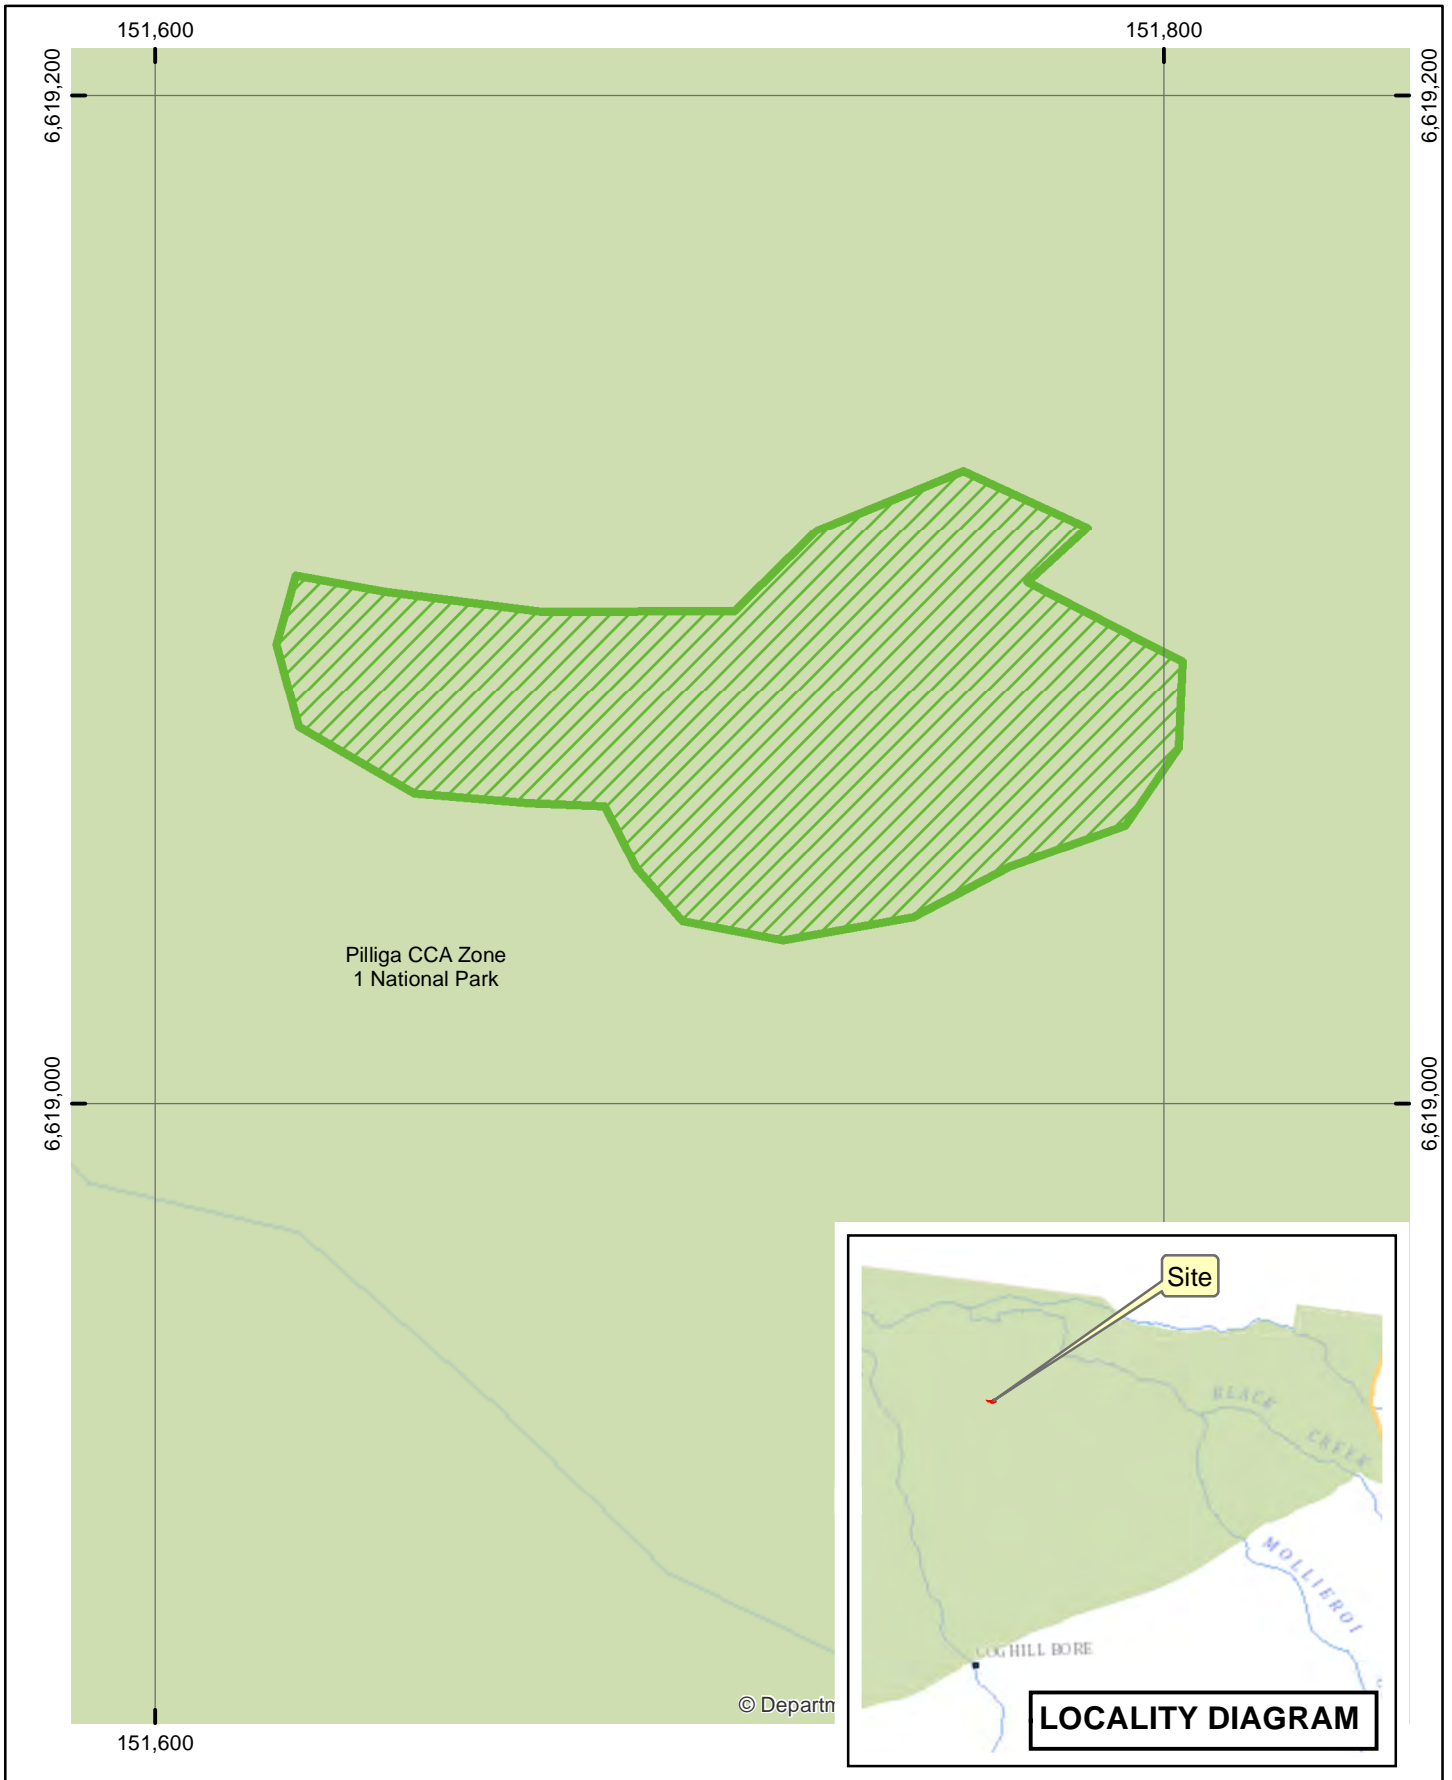 151,600
151,800
6,619,200
6,619,200
Pilliga CCA Zone
1 National Park
6,619,000
6,619,000
Site
BLACK
CREEK
MOLLIEROI
COGHILL BORE
© Departm
LOCALITY DIAGRAM
151,600